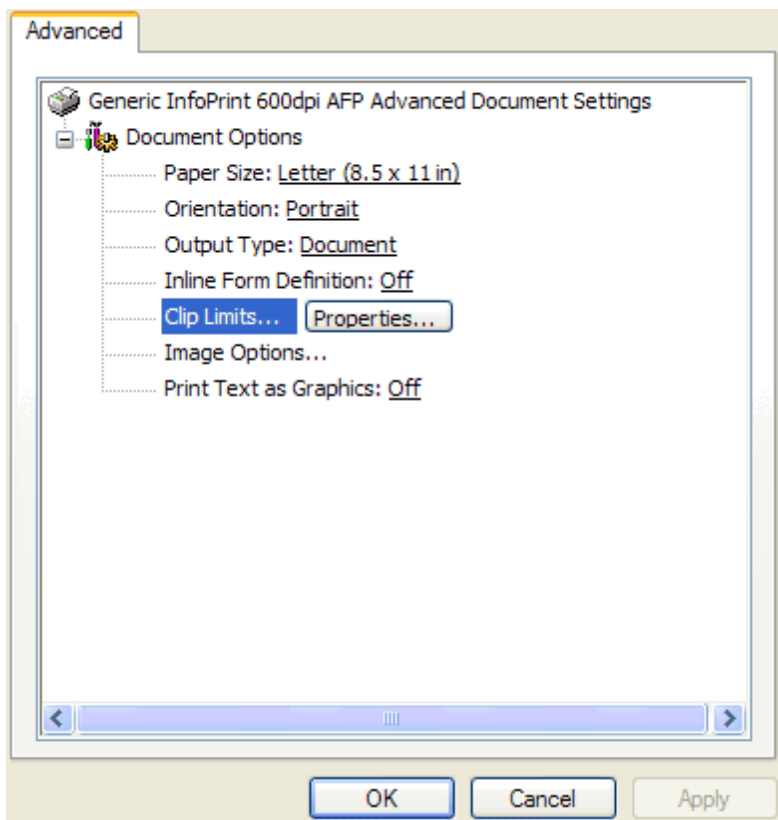 Advanced
Generic InfoPrint 600dpi AFP Advanced Document Settings
Document Options
Paper Size: Letter (8.5 x 11 in)
Orientation: Portrait
Output Type: Document
Inline Form Definition: Off
Clip Limits... Properties...
Image Options...
Print Text as Graphics: Off
OK Cancel Apply